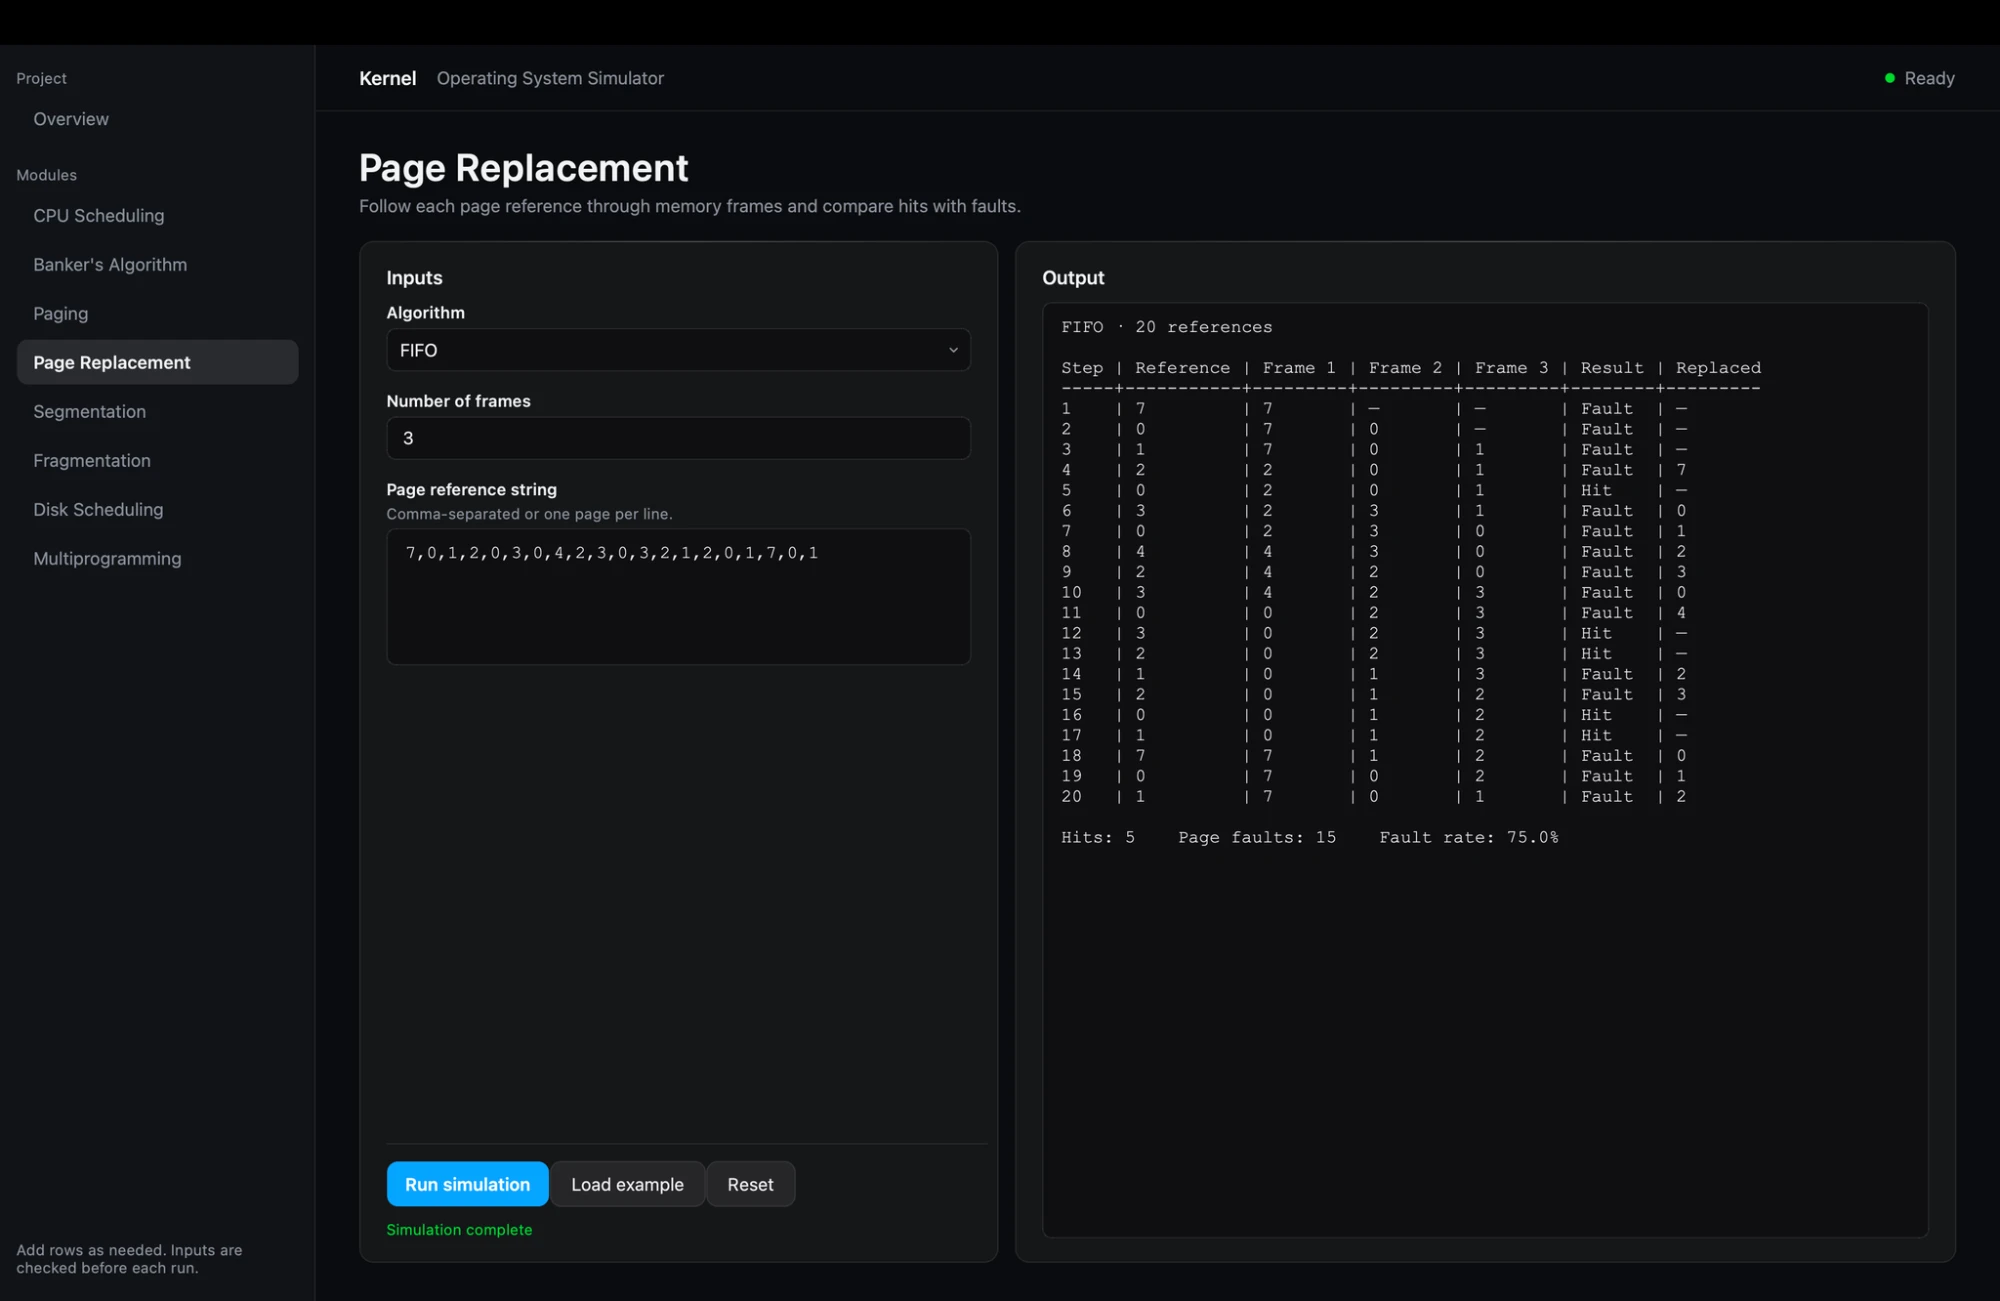 Project
Overview
Modules
CPU Scheduling
Banker's Algorithm
Paging
Page Replacement
Segmentation
Fragmentation
Disk Scheduling
Multiprogramming
Add rows as needed. Inputs are
checked before each run.
Kernel Operating System Simulator
Ready
Page Replacement
Follow each page reference through memory frames and compare hits with faults.
Inputs
Algorithm
FIFO
Number of frames
3
Page reference string
Comma-separated or one page per line.
7,0,1,2,0,3,0,4,2,3,0,3,2,1,2,0,1,7,0,1
Run simulation Load example Reset
Simulation complete
Output
FIFO · 20 references
Step | Reference | Frame 1 | Frame 2 | Frame 3 | Result | Replaced
-----+-----------+---------+---------+---------+--------+---------
1 | 7 | 7 | — | — | Fault | —
2 | 0 | 7 | 0 | — | Fault | —
3 | 1 | 7 | 0 | 1 | Fault | —
4 | 2 | 2 | 0 | 1 | Fault | 7
5 | 0 | 2 | 0 | 1 | Hit | —
6 | 3 | 2 | 3 | 1 | Fault | 0
7 | 0 | 2 | 3 | 0 | Fault | 1
8 | 4 | 4 | 3 | 0 | Fault | 2
9 | 2 | 4 | 2 | 0 | Fault | 3
10 | 3 | 4 | 2 | 3 | Fault | 0
11 | 0 | 0 | 2 | 3 | Fault | 4
12 | 3 | 0 | 2 | 3 | Hit | —
13 | 2 | 0 | 2 | 3 | Hit | —
14 | 1 | 0 | 1 | 3 | Fault | 2
15 | 2 | 0 | 1 | 2 | Fault | 3
16 | 0 | 0 | 1 | 2 | Hit | —
17 | 1 | 0 | 1 | 2 | Hit | —
18 | 7 | 7 | 1 | 2 | Fault | 0
19 | 0 | 7 | 0 | 2 | Fault | 1
20 | 1 | 7 | 0 | 1 | Fault | 2
Hits: 5 Page faults: 15 Fault rate: 75.0%